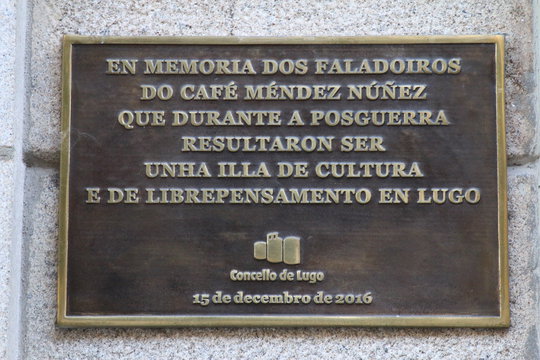 EN MEMORIA DOS FALADOIROS
DO CAFÉ MÉNDEZ NÚÑEZ
QUE DURANTE A POSGUERRA
RESULTARON SER
UNHA ILLA DE CULTURA
E DE LIBREPENSAMENTO EN LUGO
Concello de Lugo
15 de decembro de 2016